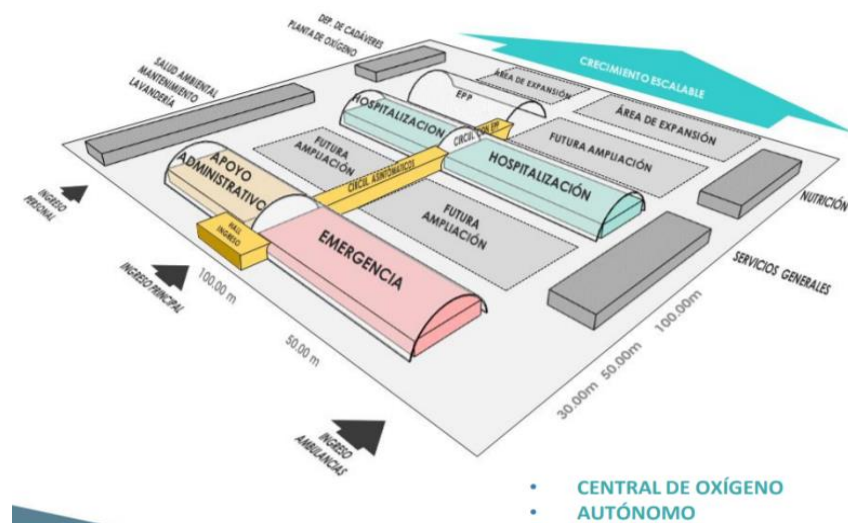 DEP. DE CADÁVERES
PLANTA DE OXÍGENO
SALUD AMBIENTAL
MANTENIMIENTO
LAVANDERÍA
CRECIMIENTO ESCALABLE
ÁREA DE EXPANSIÓN
ÁREA DE EXPANSIÓN
EPP
HOSPITALIZACION
FUTURA
AMPLIACIÓN
FUTURA AMPLIACIÓN
HOSPITALIZACIÓN
CIRCUL ASINTOMÁTICOS
APOYO
ADMINISTRATIVO
FUTURA
AMPLIACIÓN
HALL
INGRESO
EMERGENCIA
NUTRICIÓN
SERVICIOS GENERALES
INGRESO
PERSONAL
INGRESO PRINCIPAL
INGRESO
AMBULANCIAS
100.00 m
50.00 m
30.00m
50.00m
100.00m
• CENTRAL DE OXÍGENO
• AUTÓNOMO